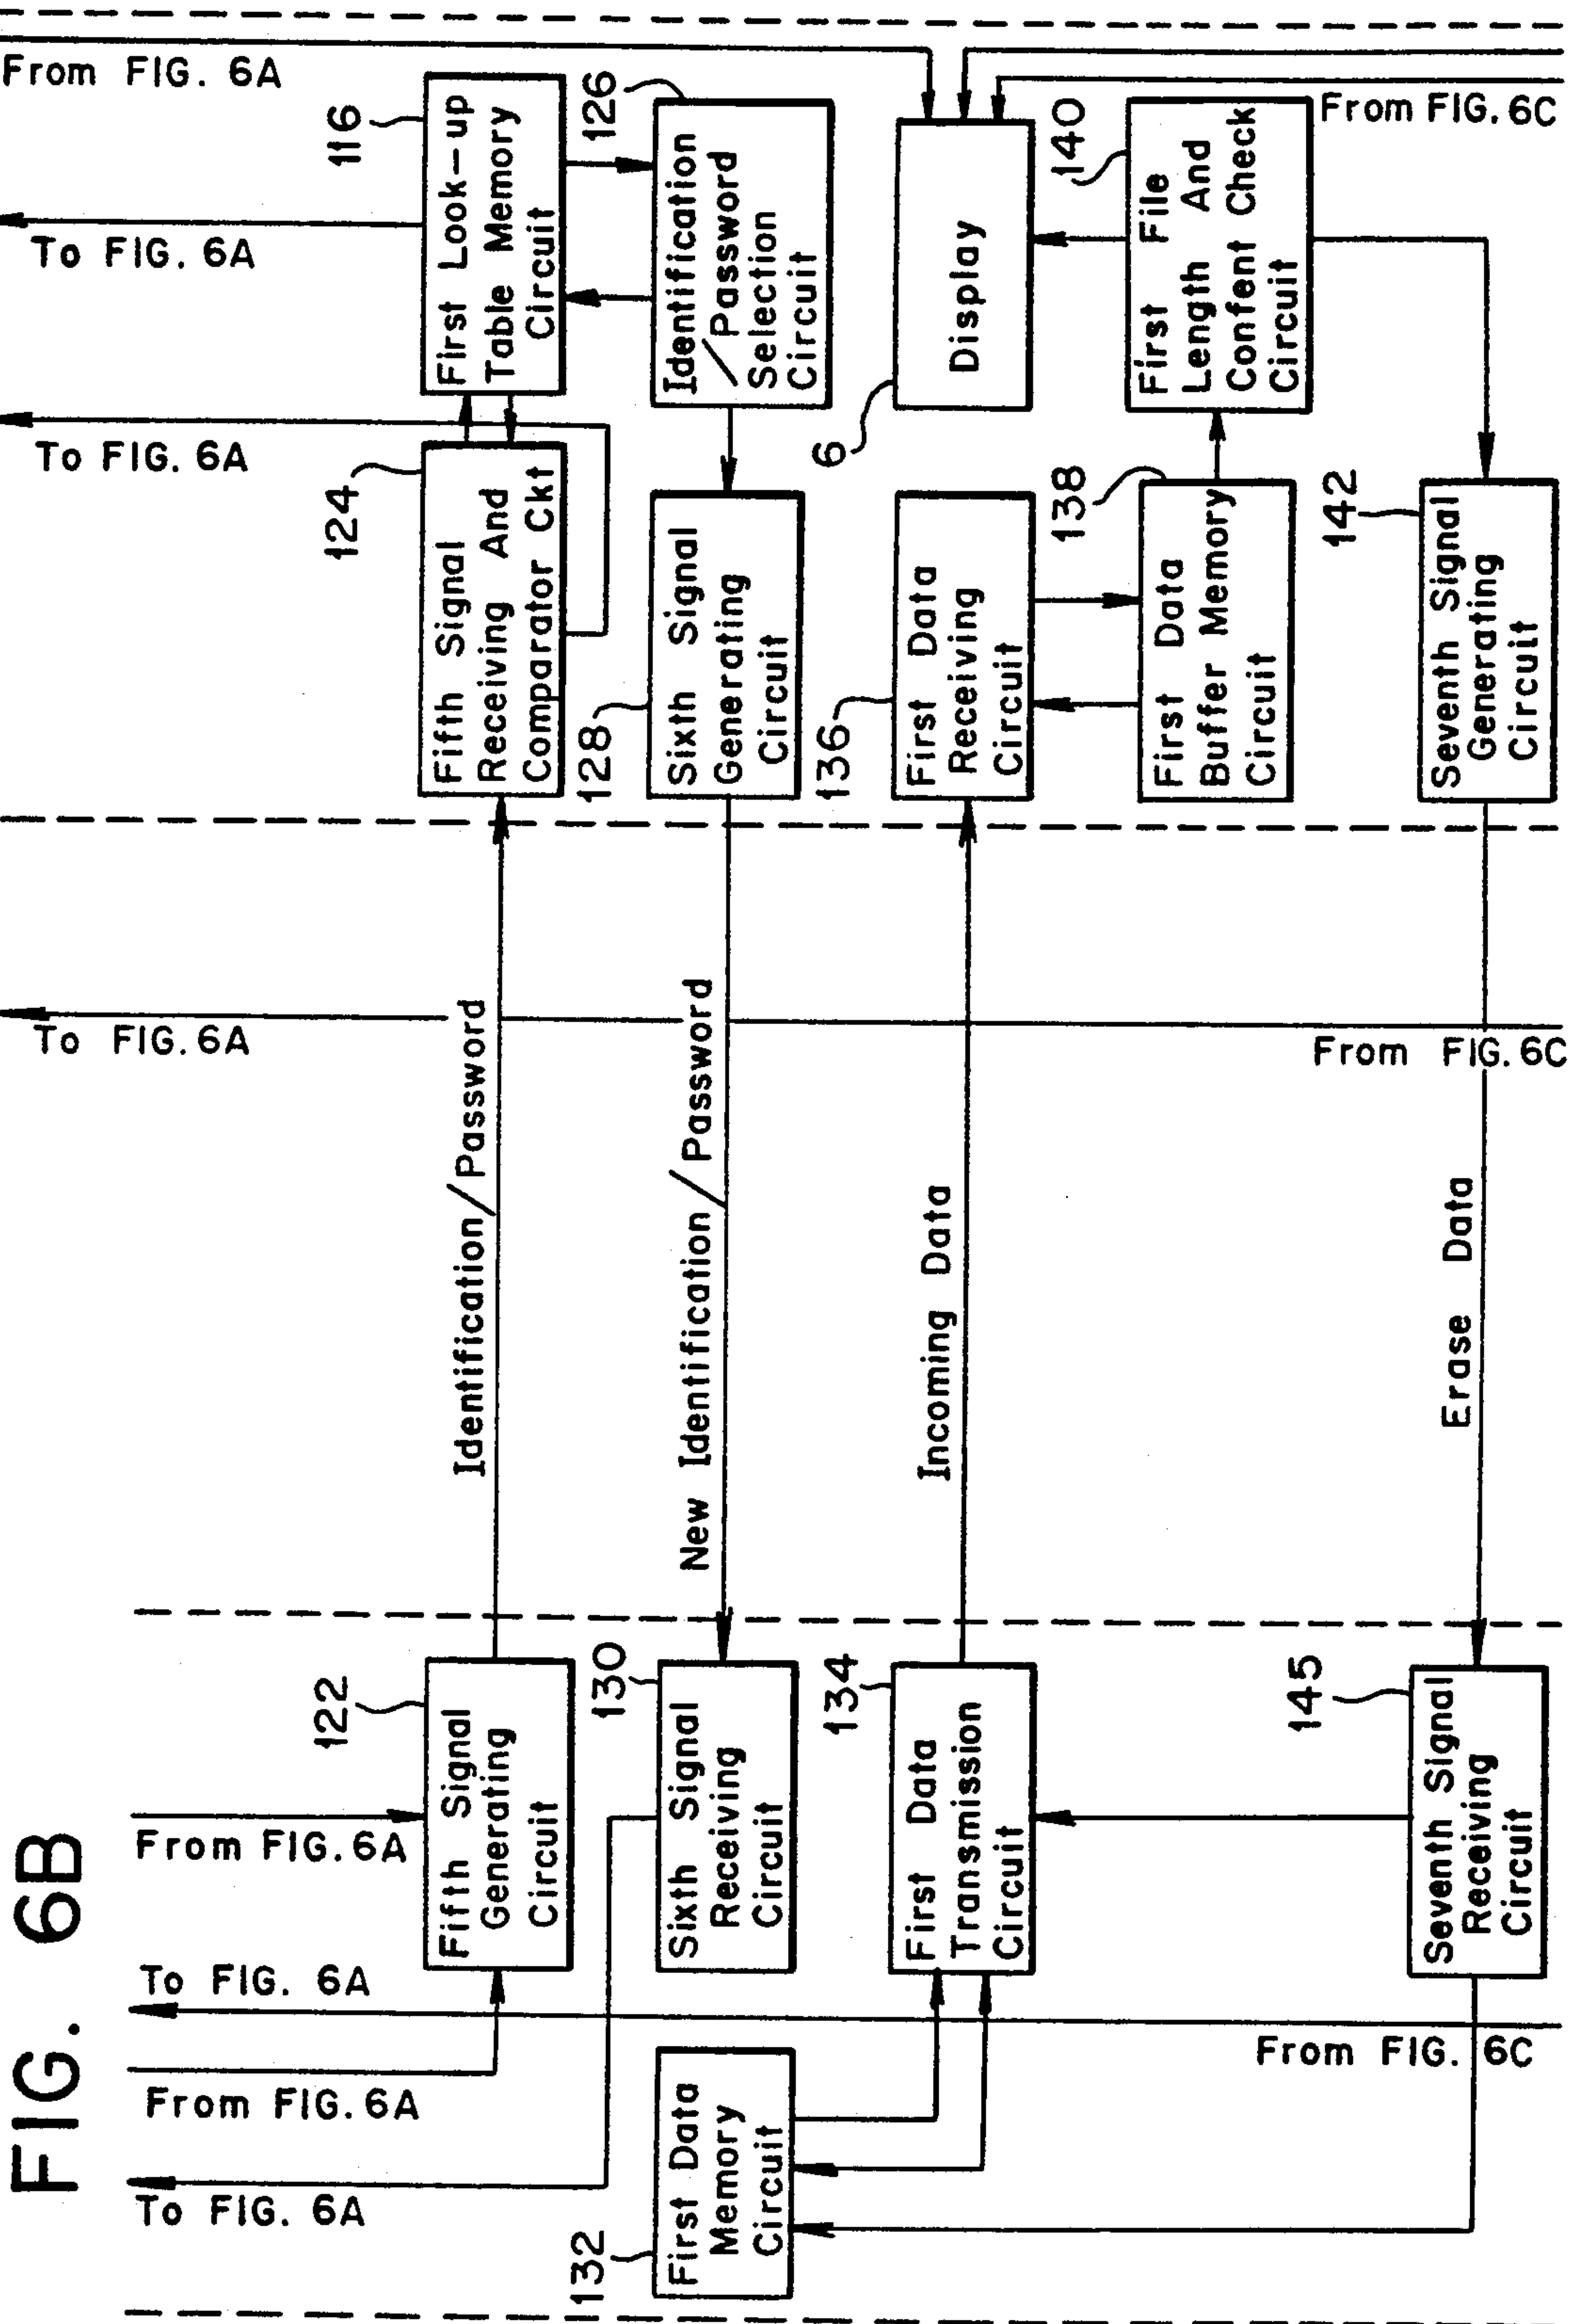 FIG. 6B
To FIG. 6A
From FIG. 6A
To FIG. 6A
From FIG. 6A
To FIG. 6A
To FIG. 6A
To FIG. 6A
From FIG. 6A
122
Fifth Signal
Generating
Circuit
Identification/Password
124
Fifth Signal
Receiving And
Comparator Ckt
116
First Look-up
Table Memory
Circuit
132
First Data
Memory
Circuit
130
Sixth Signal
Receiving
Circuit
New Identification/Password
128
Sixth Signal
Generating
Circuit
126
Identification
/Password
Selection
Circuit
134
First Data
Transmission
Circuit
Incoming Data
136
First Data
Receiving
Circuit
6
Display
138
First Data
Buffer Memory
Circuit
140
First File
Length And
Confent Check
Circuit
From FIG. 6C
From FIG. 6C
From FIG. 6C
145
Seventh Signal
Receiving
Circuit
Erase Data
142
Seventh Signal
Generating
Circuit